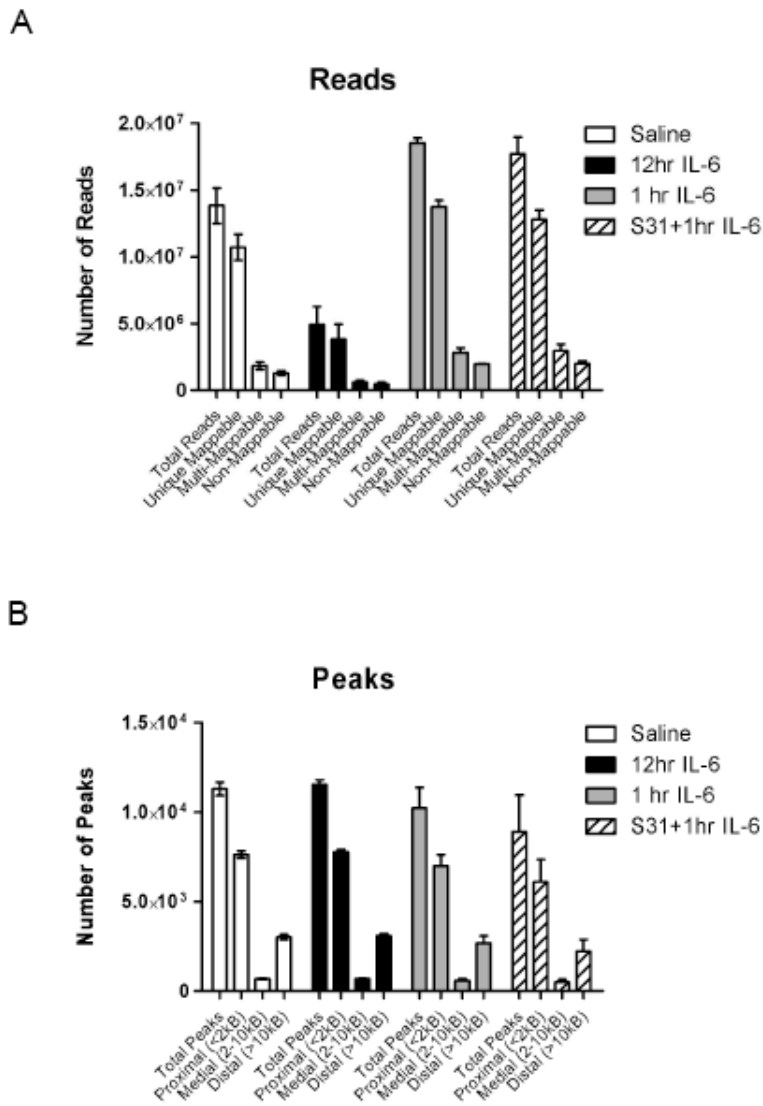 A
Reads
Number of Reads
2.0×10⁷
1.5×10⁷
1.0×10⁷
5.0×10⁶
0
Saline
12hr IL-6
1 hr IL-6
S31+1hr IL-6
Total Reads
Unique Mappable
Multi-Mappable
Non-Mappable
Total Reads
Unique Mappable
Multi-Mappable
Non-Mappable
Total Reads
Unique Mappable
Multi-Mappable
Non-Mappable
Total Reads
Unique Mappable
Multi-Mappable
Non-Mappable
B
Peaks
Number of Peaks
1.5×10⁴
1.0×10⁴
5.0×10³
0
Saline
12hr IL-6
1 hr IL-6
S31+1hr IL-6
Total Peaks
Proximal (<2kB)
Medial (2-10kB)
Distal (>10kB)
Total Peaks
Proximal (<2kB)
Medial (2-10kB)
Distal (>10kB)
Total Peaks
Proximal (<2kB)
Medial (2-10kB)
Distal (>10kB)
Total Peaks
Proximal (<2kB)
Medial (2-10kB)
Distal (>10kB)